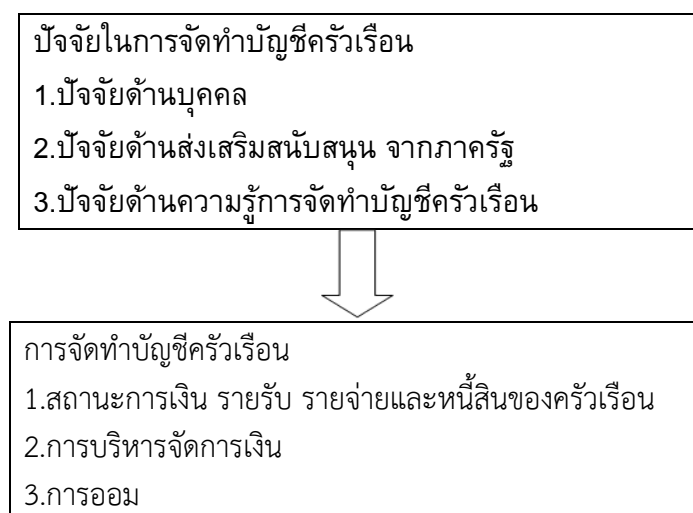 ปัจจัยในการจัดทำบัญชีครัวเรือน
1.ปัจจัยด้านบุคคล
2.ปัจจัยด้านส่งเสริมสนับสนุน จากภาครัฐ
3.ปัจจัยด้านความรู้การจัดทำบัญชีครัวเรือน
การจัดทำบัญชีครัวเรือน
1.สถานะการเงิน รายรับ รายจ่ายและหนี้สินของครัวเรือน
2.การบริหารจัดการเงิน
3.การออม